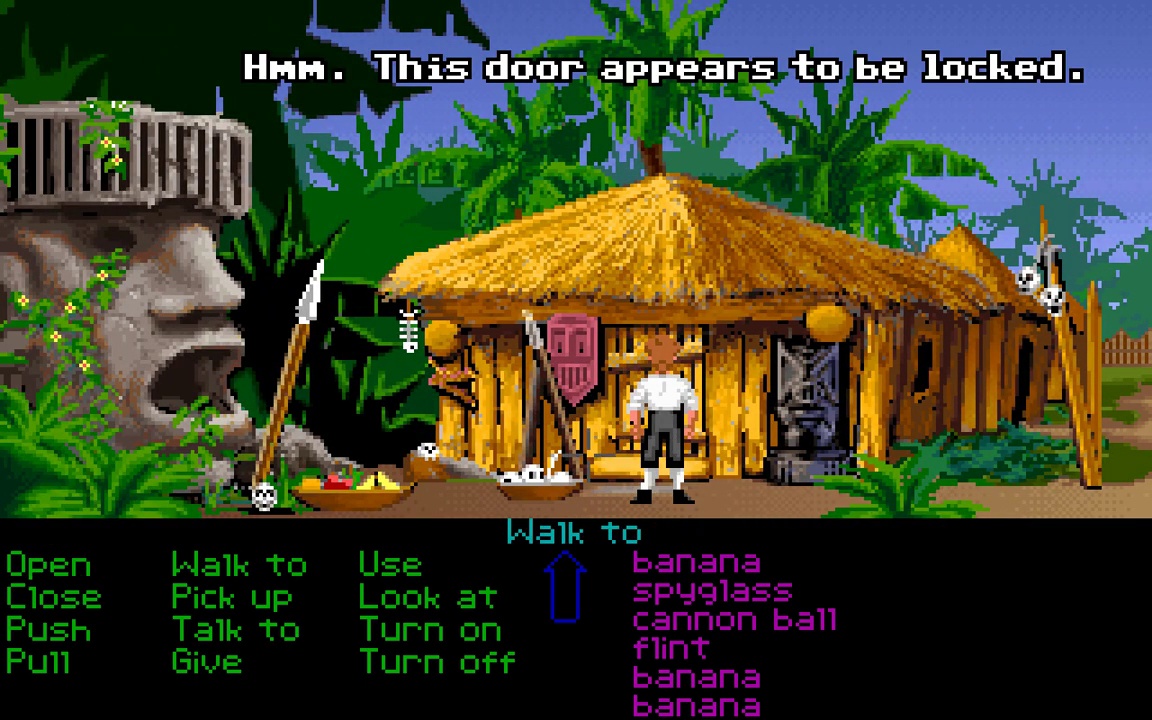 Hmm. This door appears to be locked.
Walk to
Open Walk to Use
Close Pick up Look at
Push Talk to Turn on
Pull Give Turn off
banana
spyglass
cannon ball
flint
banana
banana